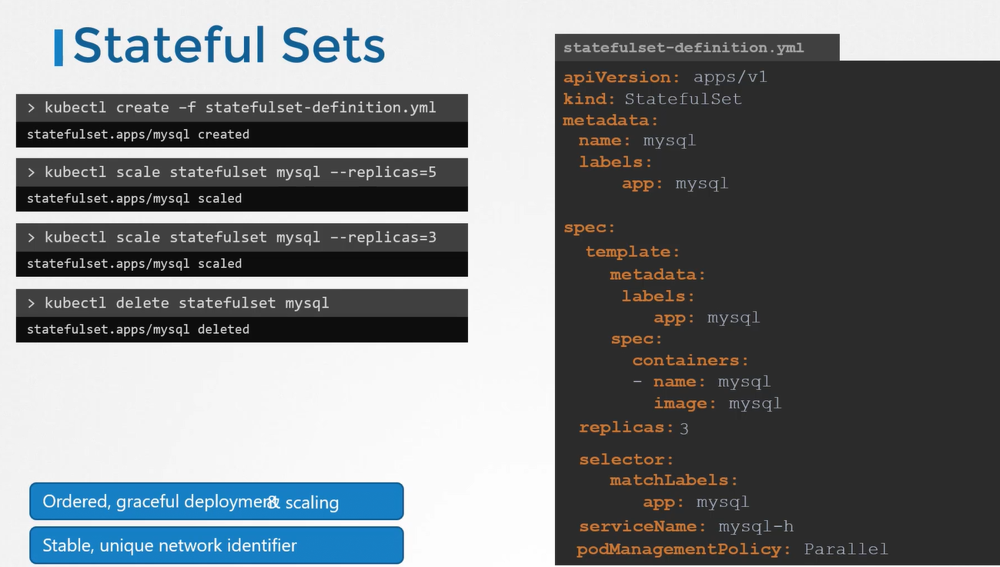 Stateful Sets
> kubectl create –f statefulset-definition.yml
statefulset.apps/mysql created
> kubectl scale statefulset mysql --replicas=5
statefulset.apps/mysql scaled
> kubectl scale statefulset mysql --replicas=3
statefulset.apps/mysql scaled
> kubectl delete statefulset mysql
statefulset.apps/mysql deleted
Ordered, graceful deployment & scaling
Stable, unique network identifier
statefulset-definition.yml
apiVersion: apps/v1
kind: StatefulSet
metadata:
  name: mysql
  labels:
      app: mysql
spec:
  template:
    metadata:
     labels:
        app: mysql
    spec:
      containers:
      - name: mysql
        image: mysql
  replicas: 3
  selector:
    matchLabels:
       app: mysql
  serviceName: mysql-h
  podManagementPolicy: Parallel